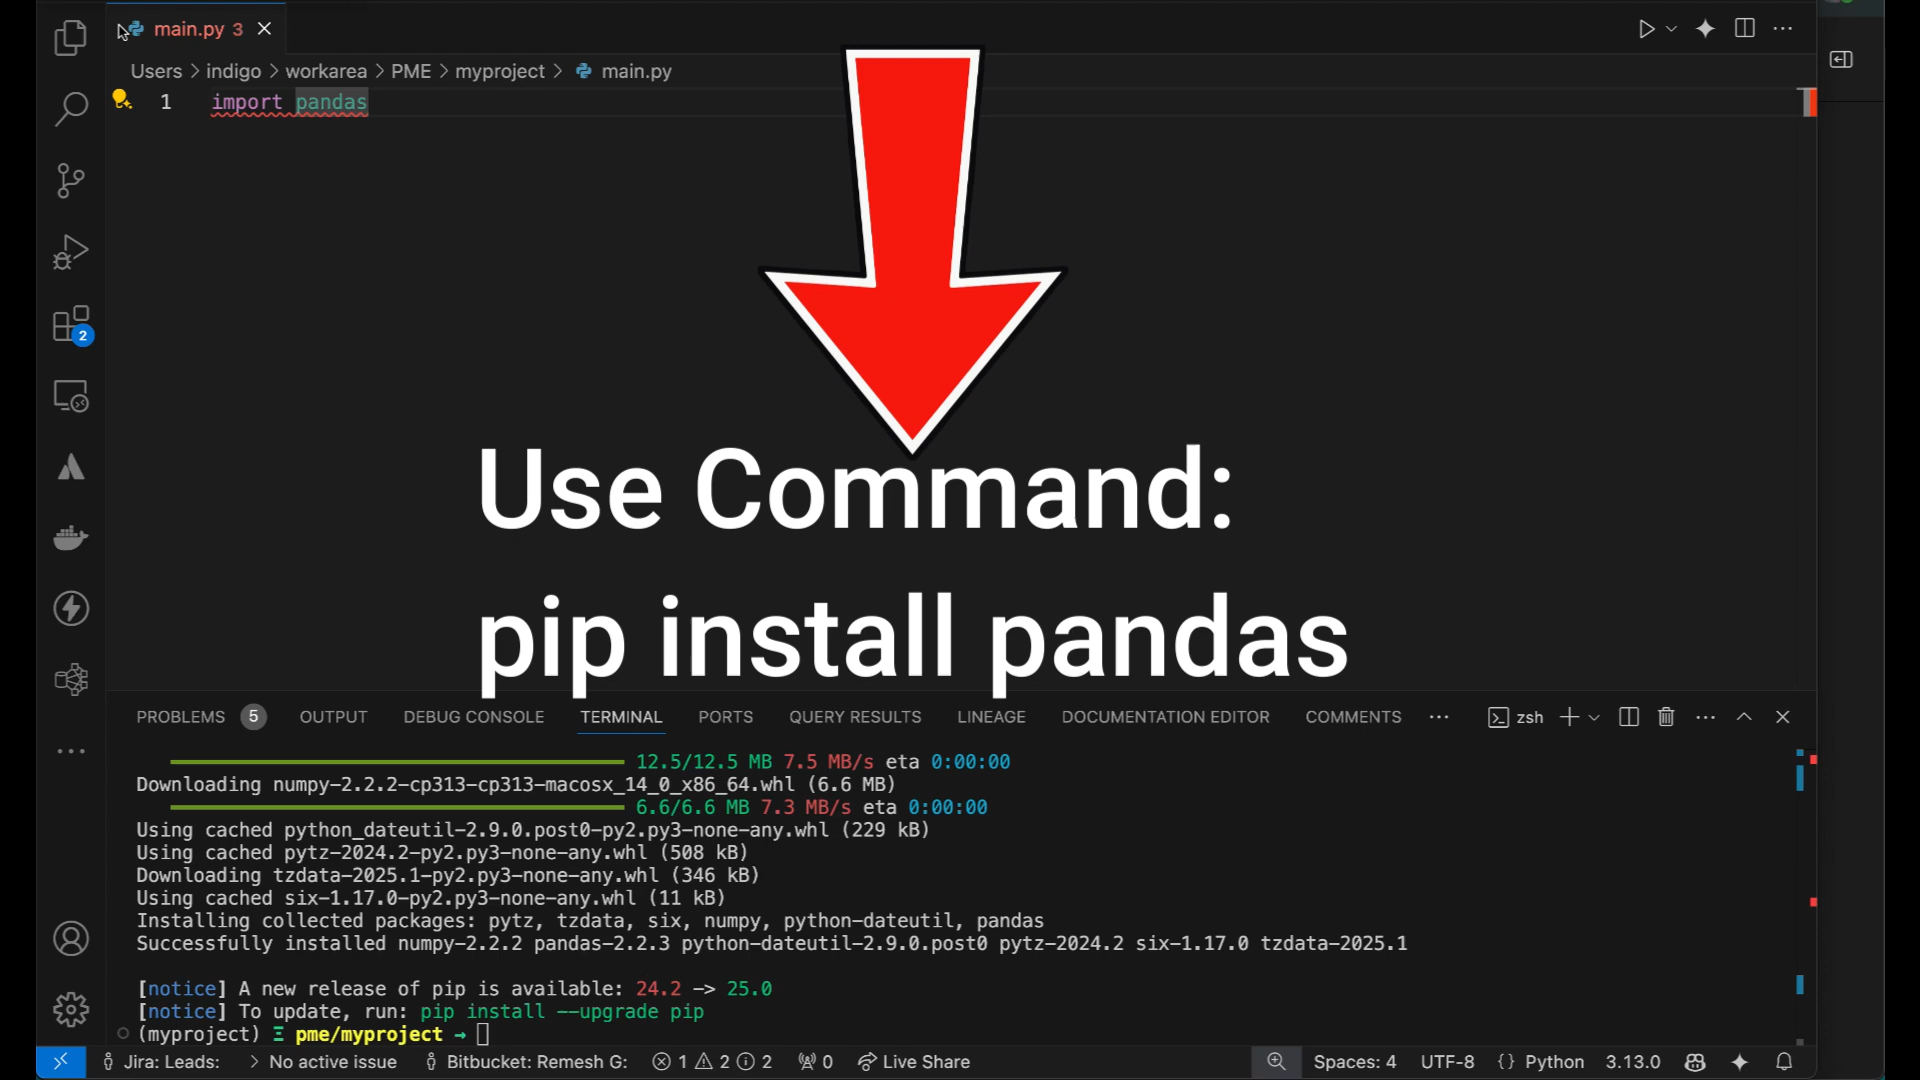 main.py 3
Users > indigo > workarea > PME > myproject > main.py
1 import pandas
2
Use Command:
pip install pandas
PROBLEMS 5 OUTPUT DEBUG CONSOLE TERMINAL PORTS QUERY RESULTS LINEAGE DOCUMENTATION EDITOR COMMENTS ... zsh
12.5/12.5 MB 7.5 MB/s eta 0:00:00
Downloading numpy-2.2.2-cp313-cp313-macosx_14_0_x86_64.whl (6.6 MB)
6.6/6.6 MB 7.3 MB/s eta 0:00:00
Using cached python_dateutil-2.9.0.post0-py2.py3-none-any.whl (229 kB)
Using cached pytz-2024.2-py2.py3-none-any.whl (508 kB)
Downloading tzdata-2025.1-py2.py3-none-any.whl (346 kB)
Using cached six-1.17.0-py2.py3-none-any.whl (11 kB)
Installing collected packages: pytz, tzdata, six, numpy, python-dateutil, pandas
Successfully installed numpy-2.2.2 pandas-2.2.3 python-dateutil-2.9.0.post0 pytz-2024.2 six-1.17.0 tzdata-2025.1
[notice] A new release of pip is available: 24.2 -> 25.0
[notice] To update, run: pip install --upgrade pip
(myproject) Ξ pme/myproject →
Jira: Leads: > No active issue Bitbucket: Remesh G: 1 2 2 0 Live Share Spaces: 4 UTF-8 {} Python 3.13.0